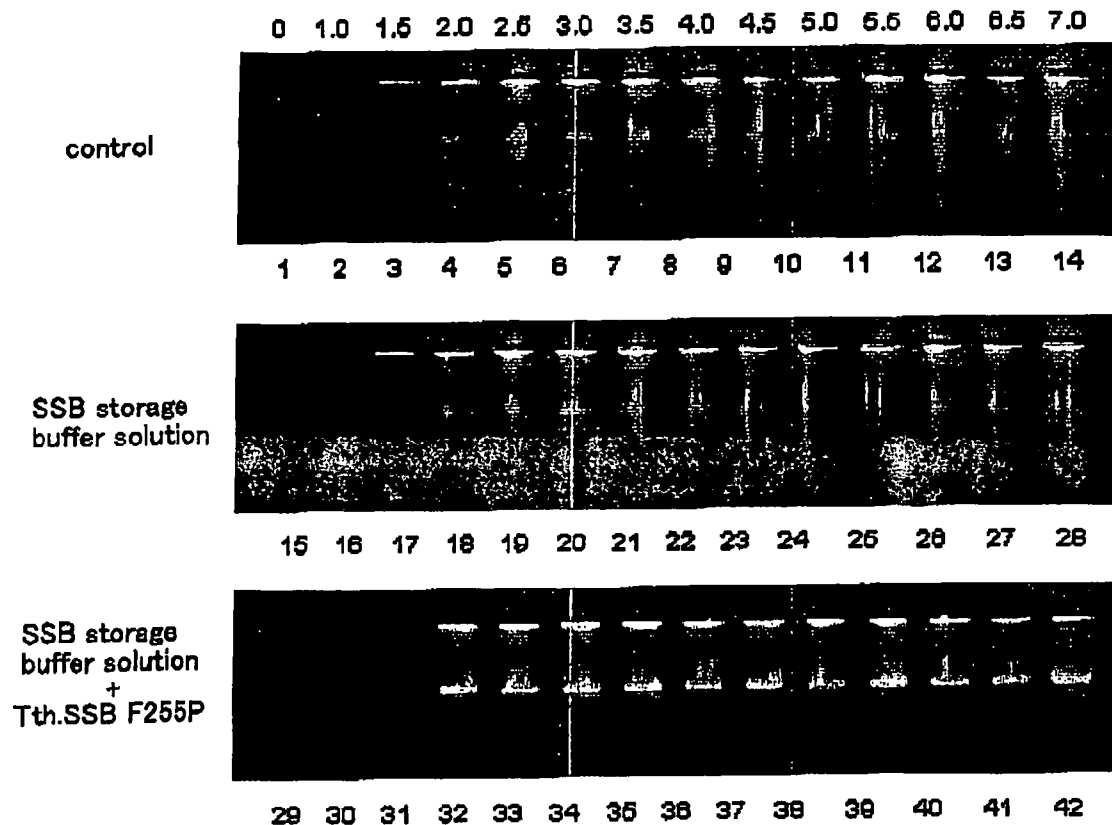 0 1.0 1.5 2.0 2.5 3.0 3.5 4.0 4.5 5.0 5.5 6.0 6.5 7.0
control
1 2 3 4 5 6 7 8 9 10 11 12 13 14
SSB storage
buffer solution
15 16 17 18 19 20 21 22 23 24 25 26 27 28
SSB storage
buffer solution
+
Tth.SSB F255P
29 30 31 32 33 34 35 36 37 38 39 40 41 42